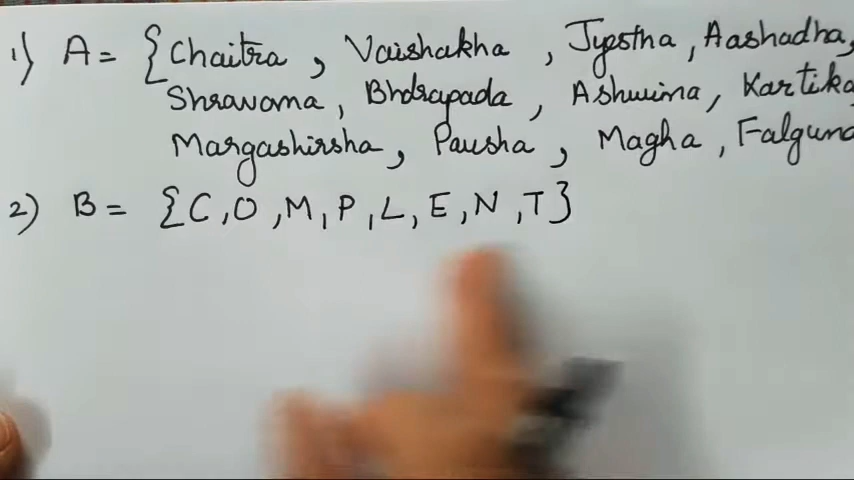 1) A = {Chaitra, Vaishakha, Jyestha, Aashadha,
Shravana, Bhdrapada, Ashwina, Kartika
Margashirsha, Pausha, Magha, Falguna
2) B = {C,O,M,P,L,E,N,T}